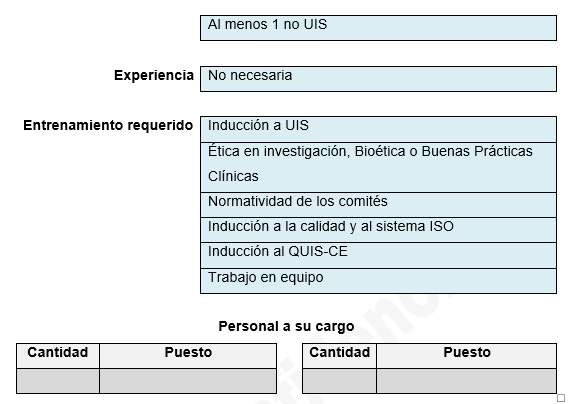 Al menos 1 no UIS
Experiencia No necesaria
Entrenamiento requerido Inducción a UIS
Ética en investigación, Bioética o Buenas Prácticas
Clínicas
Normatividad de los comités
Inducción a la calidad y al sistema ISO
Inducción al QUIS-CE
Trabajo en equipo
Personal a su cargo
Cantidad Puesto Cantidad Puesto